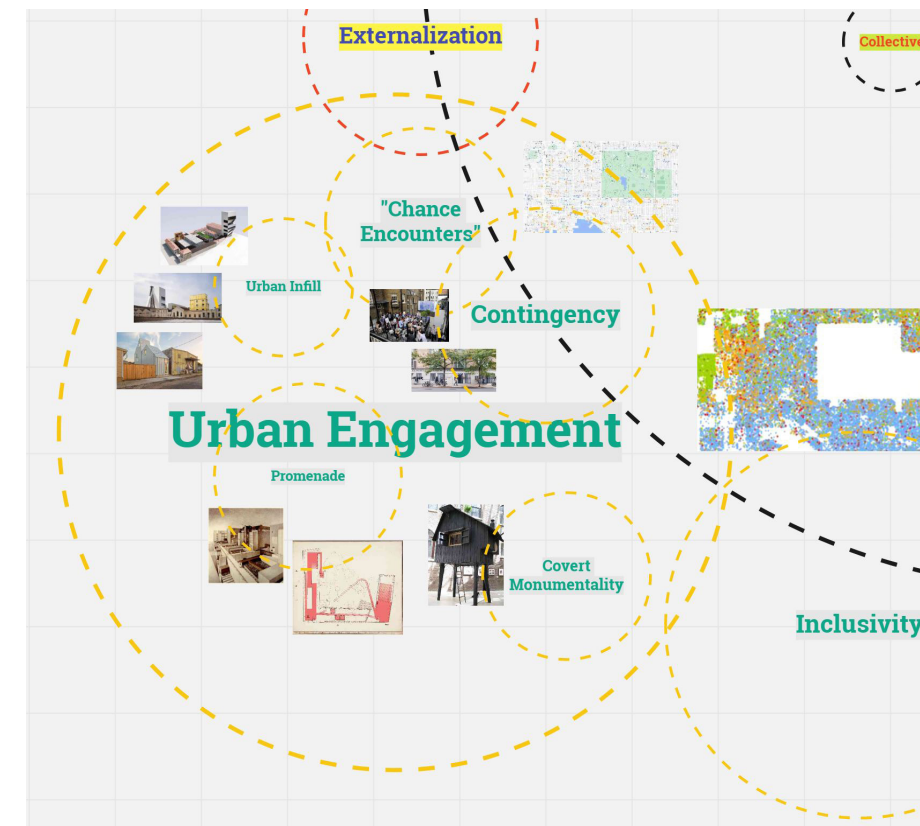 Externalization
Collective
"Chance
Encounters"
Urban Infill
Contingency
Urban Engagement
Promenade
Covert
Monumentality
Inclusivity